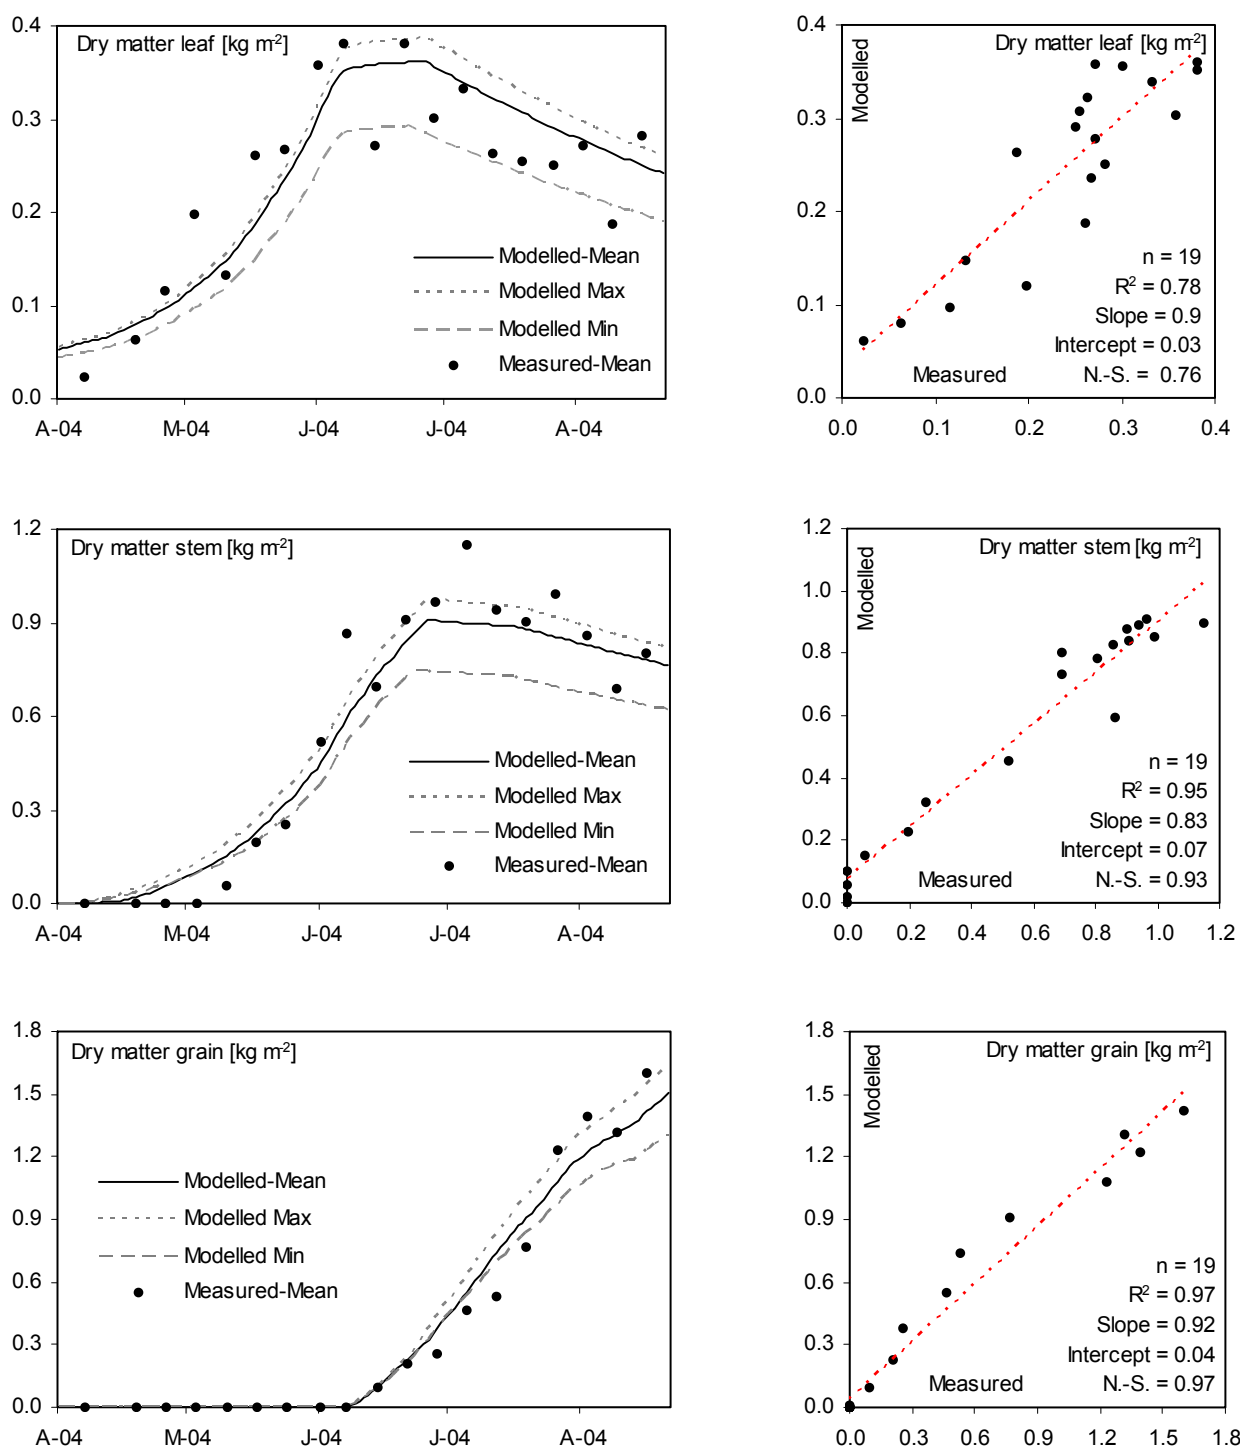 Dry matter leaf [kg m-2]
0.4
0.3
0.2
0.1
0.0
Modelled-Mean
Modelled Max
Modelled Min
Measured-Mean
A-04 M-04 J-04 J-04 A-04
Dry matter leaf [kg m-2]
Modelled
0.4
0.3
0.2
0.1
0.0
n = 19
R2 = 0.78
Slope = 0.9
Intercept = 0.03
Measured
N.-S. = 0.76
0.0 0.1 0.2 0.3 0.4
Dry matter stem [kg m-2]
1.2
0.9
0.6
0.3
0.0
Modelled-Mean
Modelled Max
Modelled Min
Measured-Mean
A-04 M-04 J-04 J-04 A-04
Dry matter stem [kg m-2]
Modelled
1.2
1.0
0.8
0.6
0.4
0.2
0.0
n = 19
R2 = 0.95
Slope = 0.83
Intercept = 0.07
Measured
N.-S. = 0.93
0.0 0.2 0.4 0.6 0.8 1.0 1.2
Dry matter grain [kg m-2]
1.8
1.5
1.2
0.9
0.6
0.3
0.0
Modelled-Mean
Modelled Max
Modelled Min
Measured-Mean
A-04 M-04 J-04 J-04 A-04
Dry matter grain [kg m-2]
Modelled
1.8
1.5
1.2
0.9
0.6
0.3
0.0
n = 19
R2 = 0.97
Slope = 0.92
Intercept = 0.04
Measured
N.-S. = 0.97
0.0 0.3 0.6 0.9 1.2 1.5 1.8